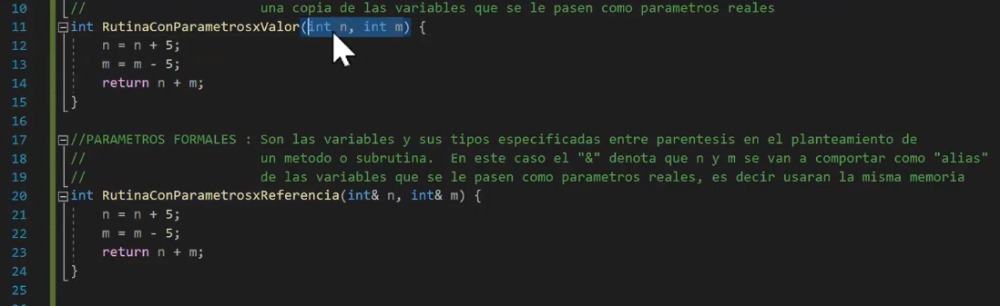 10 // una copia de las variables que se le pasen como parametros reales
11 int RutinaConParametrosxValor(int n, int m) {
12 n = n + 5;
13 m = m - 5;
14 return n + m;
15 }
16
17 //PARAMETROS FORMALES : Son las variables y sus tipos especificadas entre parentesis en el planteamiento de
18 // un metodo o subrutina. En este caso el "&" denota que n y m se van a comportar como "alias"
19 // de las variables que se le pasen como parametros reales, es decir usaran la misma memoria
20 int RutinaConParametrosxReferencia(int& n, int& m) {
21 n = n + 5;
22 m = m - 5;
23 return n + m;
24 }
25